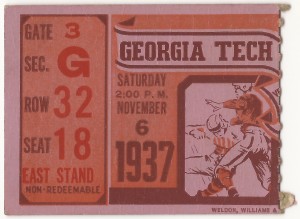 GATE 3
SEC. G
ROW 32
SEAT 18
EAST STAND
NON-REDEEMABLE
GEORGIA TECH
SATURDAY
2:00 P.M.
NOVEMBER
6
1937
WELDON, WILLIAMS &